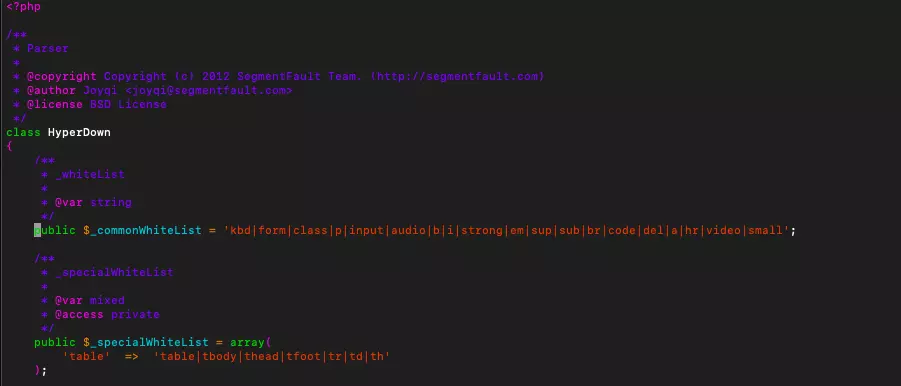 <?php
/**
 * Parser
 *
 * @copyright Copyright (c) 2012 SegmentFault Team. (http://segmentfault.com)
 * @author Joyqi <joyqi@segmentfault.com>
 * @license BSD License
 */
class HyperDown
{
    /**
     * _whiteList
     *
     * @var string
     */
    public $_commonWhiteList = 'kbd|form|class|p|input|audio|b|i|strong|em|sup|sub|br|code|del|a|hr|video|small';
    /**
     * _specialWhiteList
     *
     * @var mixed
     * @access private
     */
    public $_specialWhiteList = array(
        'table'  =>  'table|tbody|thead|tfoot|tr|td|th'
    );